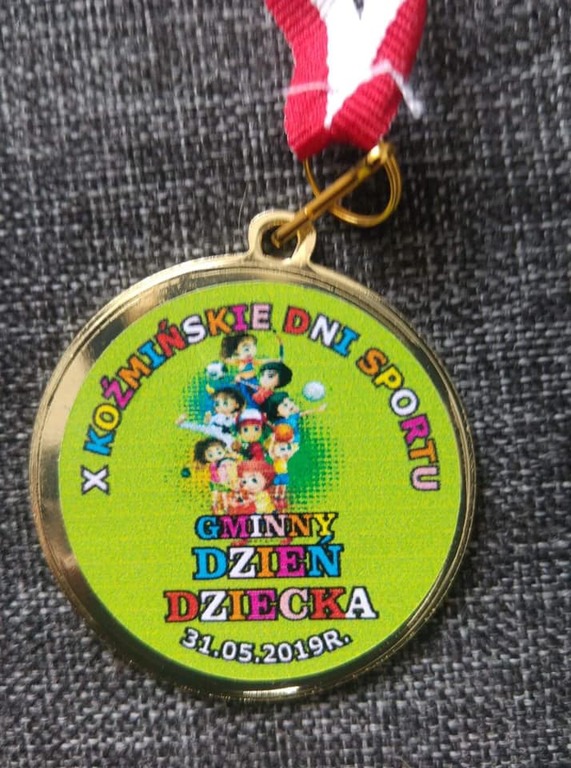 X KOŹMIŃSKIE DNI SPORTU
GMINNY
DZIEŃ
DZIECKA
31.05.2019R.